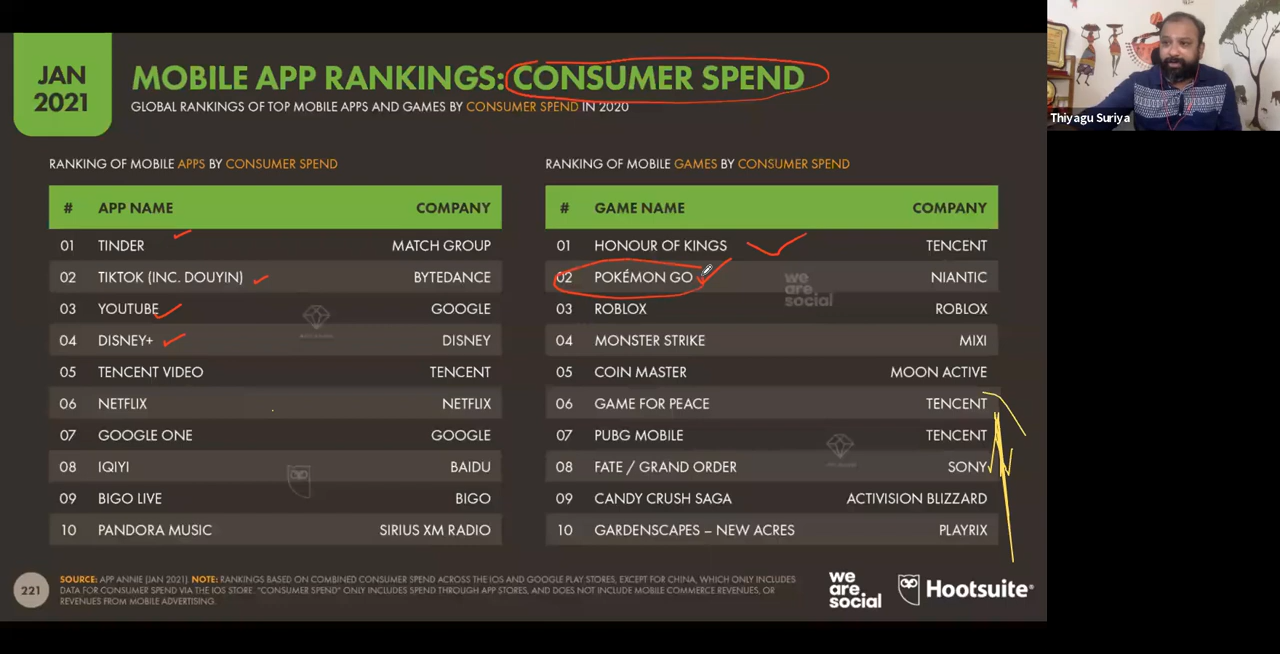 JAN
2021
MOBILE APP RANKINGS: CONSUMER SPEND
GLOBAL RANKINGS OF TOP MOBILE APPS AND GAMES BY CONSUMER SPEND IN 2020
Thiyagu Suriya
RANKING OF MOBILE APPS BY CONSUMER SPEND
# APP NAME COMPANY
01 TINDER MATCH GROUP
02 TIKTOK (INC. DOUYIN) BYTEDANCE
03 YOUTUBE GOOGLE
04 DISNEY+ DISNEY
05 TENCENT VIDEO TENCENT
06 NETFLIX NETFLIX
07 GOOGLE ONE GOOGLE
08 IQIYI BAIDU
09 BIGO LIVE BIGO
10 PANDORA MUSIC SIRIUS XM RADIO
RANKING OF MOBILE GAMES BY CONSUMER SPEND
# GAME NAME COMPANY
01 HONOUR OF KINGS TENCENT
02 POKÉMON GO NIANTIC
we
are
social
03 ROBLOX ROBLOX
04 MONSTER STRIKE MIXI
05 COIN MASTER MOON ACTIVE
06 GAME FOR PEACE TENCENT
07 PUBG MOBILE TENCENT
08 FATE / GRAND ORDER SONY
09 CANDY CRUSH SAGA ACTIVISION BLIZZARD
10 GARDENSCAPES – NEW ACRES PLAYRIX
221
SOURCE: APP ANNIE (JAN 2021). NOTE: RANKINGS BASED ON COMBINED CONSUMER SPEND ACROSS THE IOS AND GOOGLE PLAY STORES, EXCEPT FOR CHINA, WHICH ONLY INCLUDES
DATA FOR CONSUMER SPEND VIA THE IOS STORE. "CONSUMER SPEND" ONLY INCLUDES SPEND THROUGH APP STORES, AND DOES NOT INCLUDE MOBILE COMMERCE REVENUES, OR
REVENUES FROM MOBILE ADVERTISING.
we
are
social
Hootsuite®